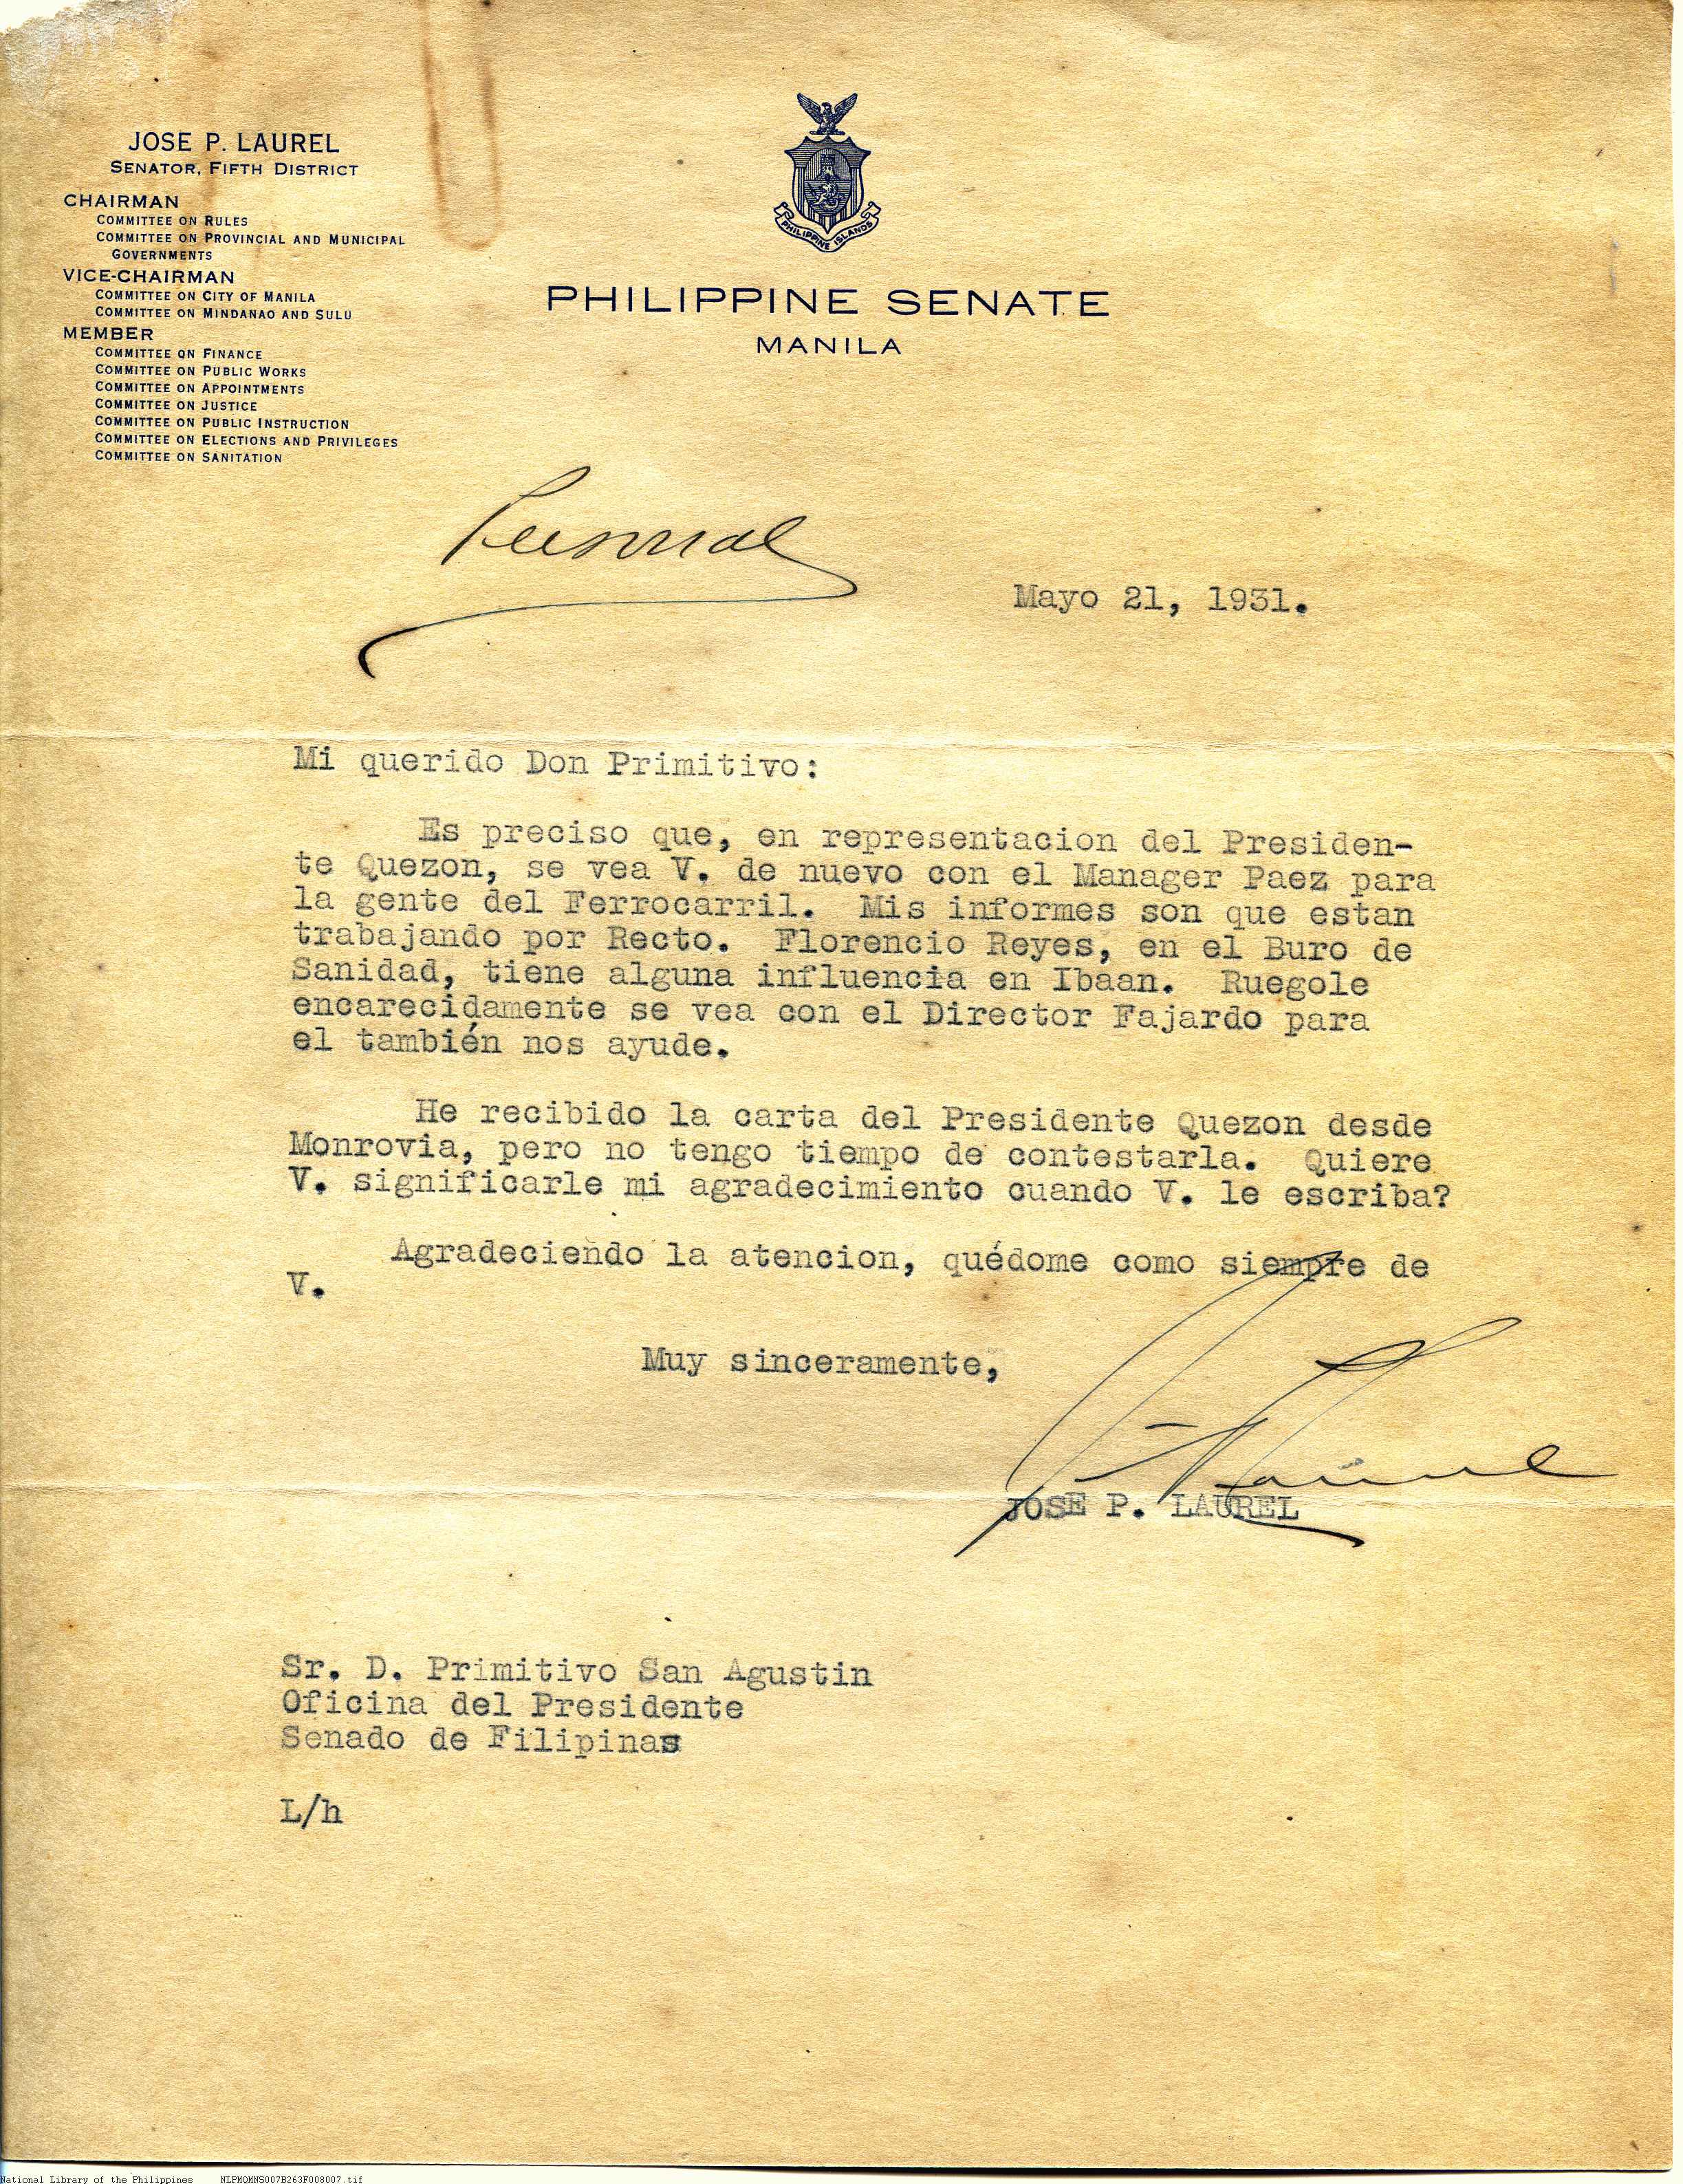 JOSE P. LAUREL
SENATOR, FIFTH DISTRICT
CHAIRMAN
COMMITTEE ON RULES
COMMITTEE ON PROVINCIAL AND MUNICIPAL
GOVERNMENTS
VICE-CHAIRMAN
COMMITTEE ON CITY OF MANILA
COMMITTEE ON MINDANAO AND SULU
MEMBER
COMMITTEE ON FINANCE
COMMITTEE ON PUBLIC WORKS
COMMITTEE ON APPOINTMENTS
COMMITTEE ON JUSTICE
COMMITTEE ON PUBLIC INSTRUCTION
COMMITTEE ON ELECTIONS AND PRIVILEGES
COMMITTEE ON SANITATION
PHILIPPINE ISLANDS
PHILIPPINE SENATE
MANILA
Personal
Mayo 21, 1931.
Mi querido Don Primitivo:
Es preciso que, en representacion del Presiden-
te Quezon, se vea V. de nuevo con el Manager Paez para
la gente del Ferrocarril. Mis informes son que estan
trabajando por Recto. Florencio Reyes, en el Buro de
Sanidad, tiene alguna influencia en Ibaan. Ruegole
encarecidamente se vea con el Director Fajardo para
el también nos ayude.
He recibido la carta del Presidente Quezon desde
Monrovia, pero no tengo tiempo de contestarla. Quiere
V. significarle mi agradecimiento cuando V. le escriba?
Agradeciendo la atencion, quédome como siempre de
V.
Muy sinceramente,
JPLaurel
JOSE P. LAUREL
Sr. D. Primitivo San Agustin
Oficina del Presidente
Senado de Filipinas
L/h
National Library of the Philippines NLPMQMNS007B263F008007.tif